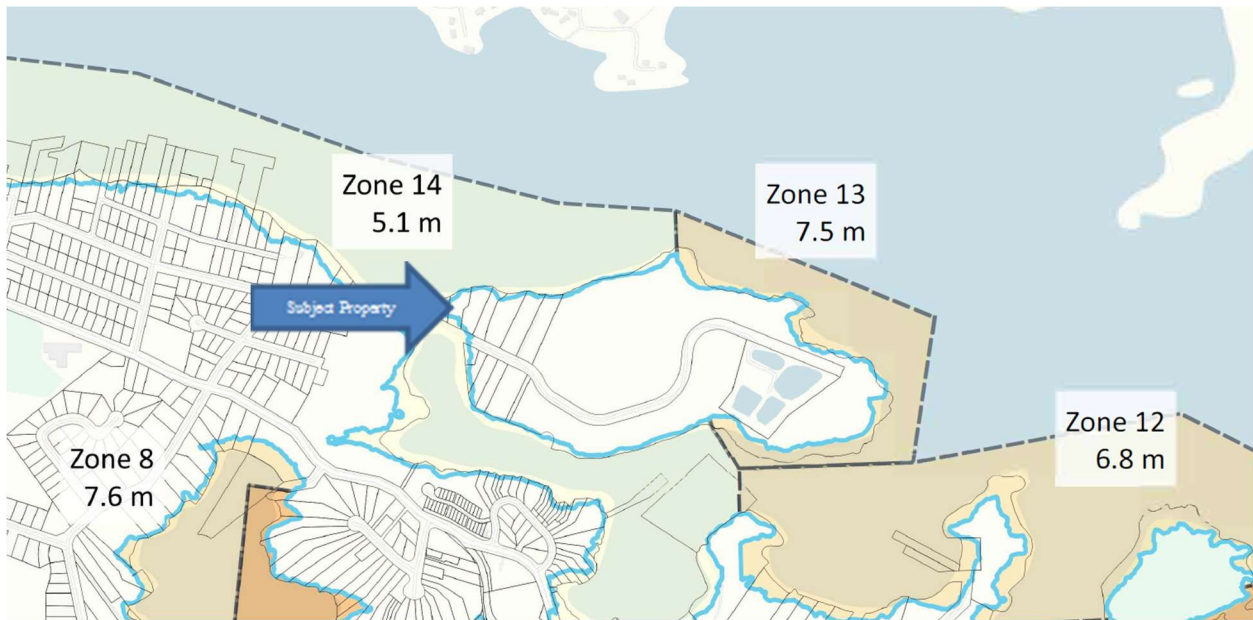 Zone 14
5.1 m
Zone 13
7.5 m
Subject Property
Zone 12
6.8 m
Zone 8
7.6 m